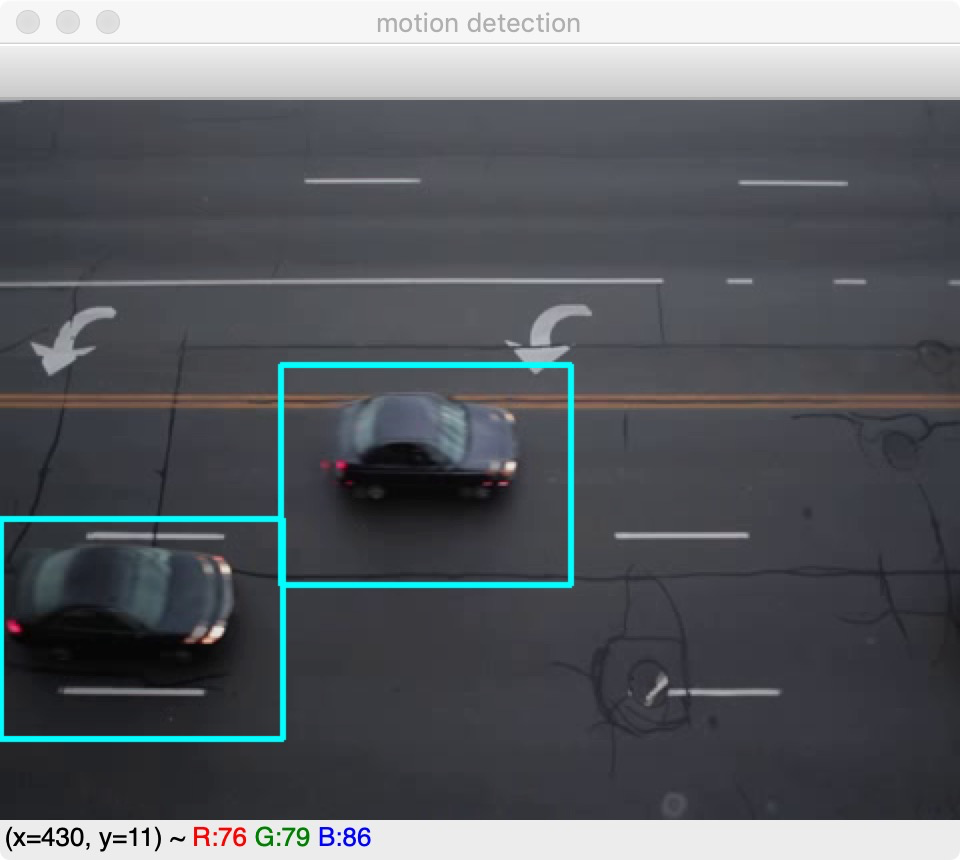 motion detection
(x=430, y=11) ~ R:76 G:79 B:86